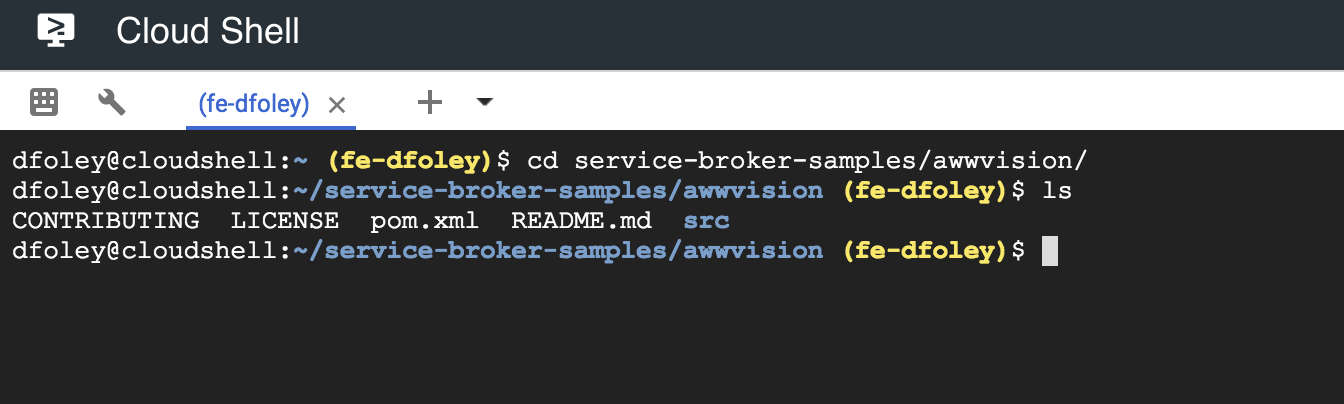 Cloud Shell
(fe-dfoley)
dfoley@cloudshell:~ (fe-dfoley)$ cd service-broker-samples/awwvision/
dfoley@cloudshell:~/service-broker-samples/awwvision (fe-dfoley)$ ls
CONTRIBUTING  LICENSE  pom.xml  README.md  src
dfoley@cloudshell:~/service-broker-samples/awwvision (fe-dfoley)$